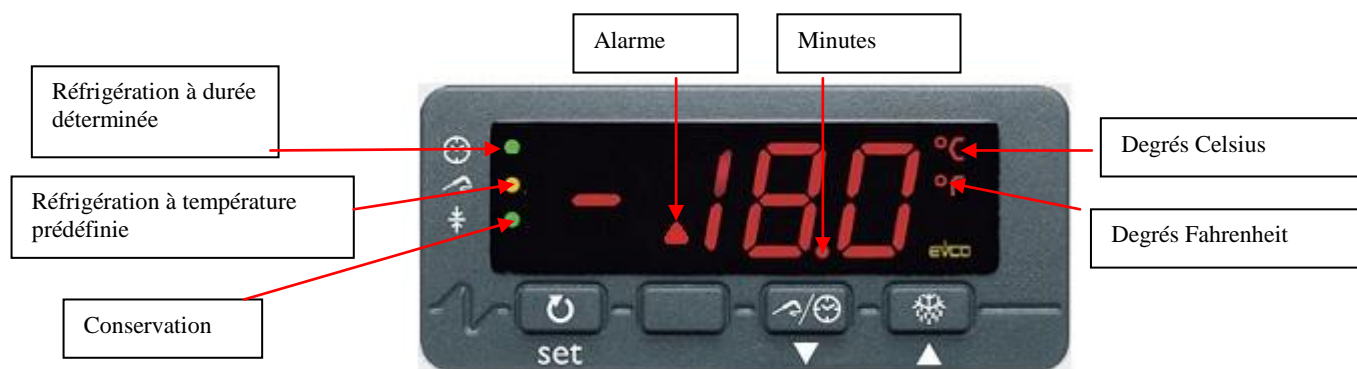 Alarme
Minutes
Réfrigération à durée
déterminée
Degrés Celsius
Réfrigération à température
prédéfinie
Degrés Fahrenheit
Conservation
- 18.0
°C
°F
evco
set